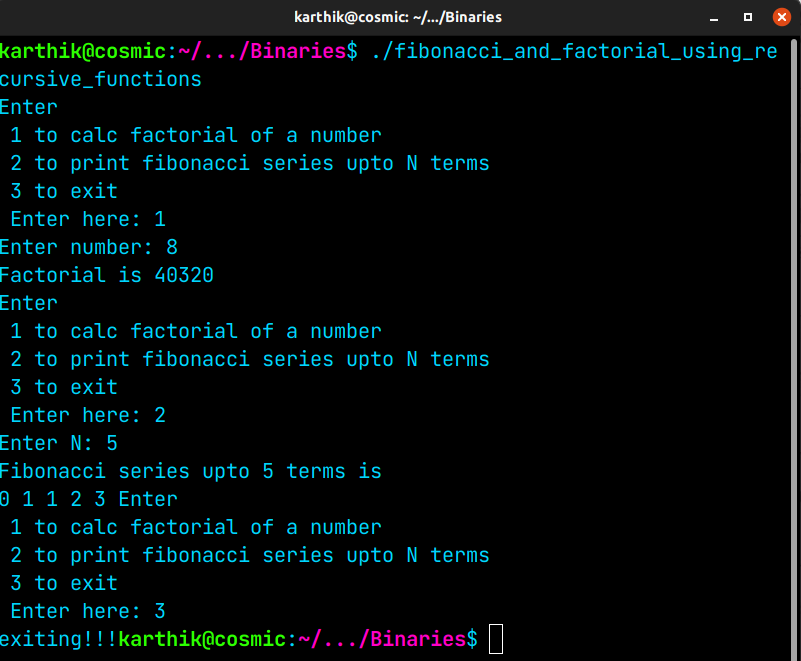 karthik@cosmic: ~/.../Binaries
karthik@cosmic:~/.../Binaries$ ./fibonacci_and_factorial_using_re
cursive_functions
Enter
 1 to calc factorial of a number
 2 to print fibonacci series upto N terms
 3 to exit
 Enter here: 1
Enter number: 8
Factorial is 40320
Enter
 1 to calc factorial of a number
 2 to print fibonacci series upto N terms
 3 to exit
 Enter here: 2
Enter N: 5
Fibonacci series upto 5 terms is
0 1 1 2 3 Enter
 1 to calc factorial of a number
 2 to print fibonacci series upto N terms
 3 to exit
 Enter here: 3
exiting!!!karthik@cosmic:~/.../Binaries$